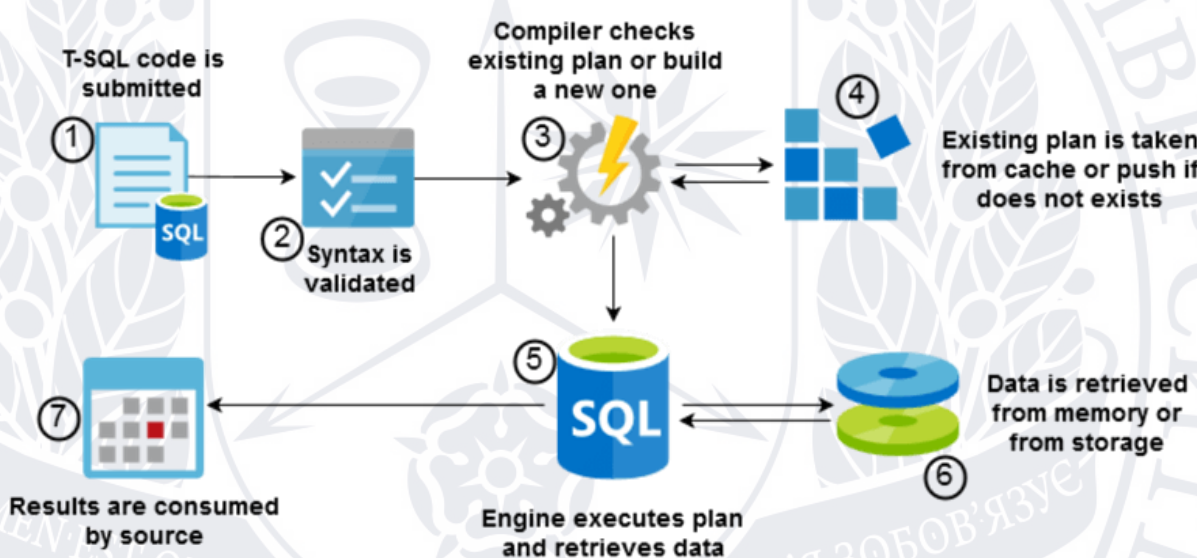 T-SQL code is
submitted
1
SQL
2
Syntax is
validated
Compiler checks
existing plan or build
a new one
3
4
Existing plan is taken
from cache or push if
does not exists
5
SQL
Engine executes plan
and retrieves data
6
Data is retrieved
from memory or
from storage
7
Results are consumed
by source
ЗОБОВ'ЯЗУЄ